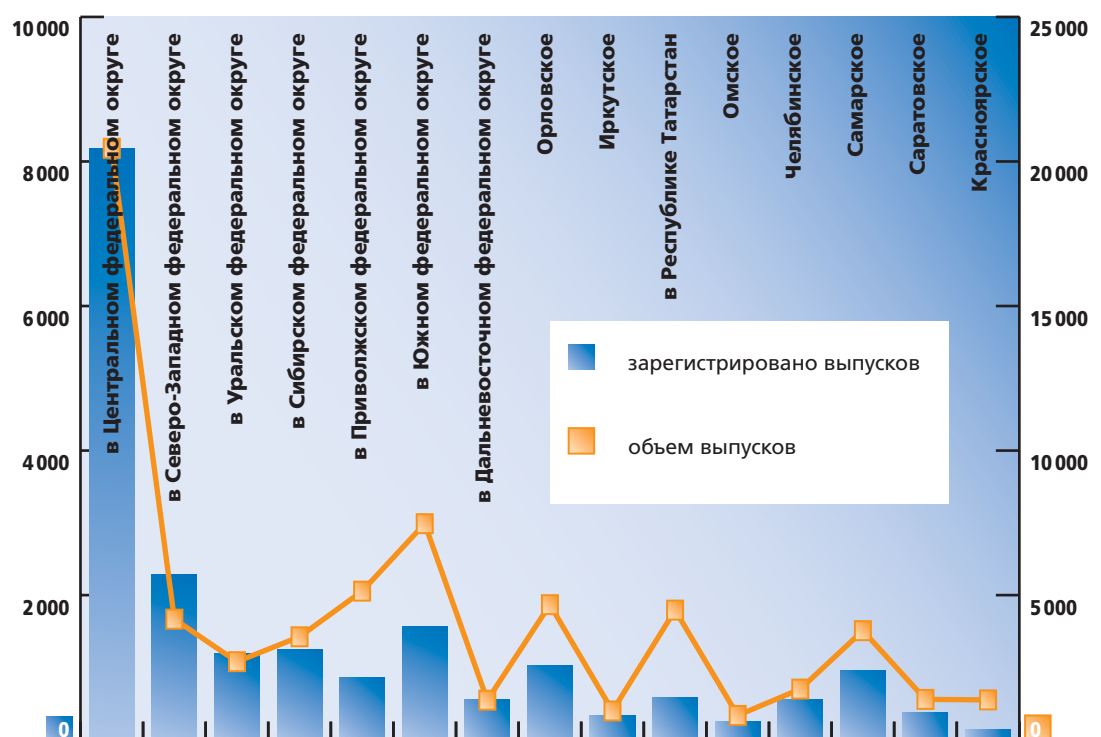 10 000
8 000
6 000
4 000
2 000
0
в Центральном федеральном округе
в Северо-Западном федеральном округе
в Уральском федеральном округе
в Сибирском федеральном округе
в Приволжском федеральном округе
в Южном федеральном округе
в Дальневосточном федеральном округе
Орловское
Иркутское
в Республике Татарстан
Омское
Челябинское
Самарское
Саратовское
Красноярское
зарегистрировано выпусков
объем выпусков
25 000
20 000
15 000
10 000
5 000
0